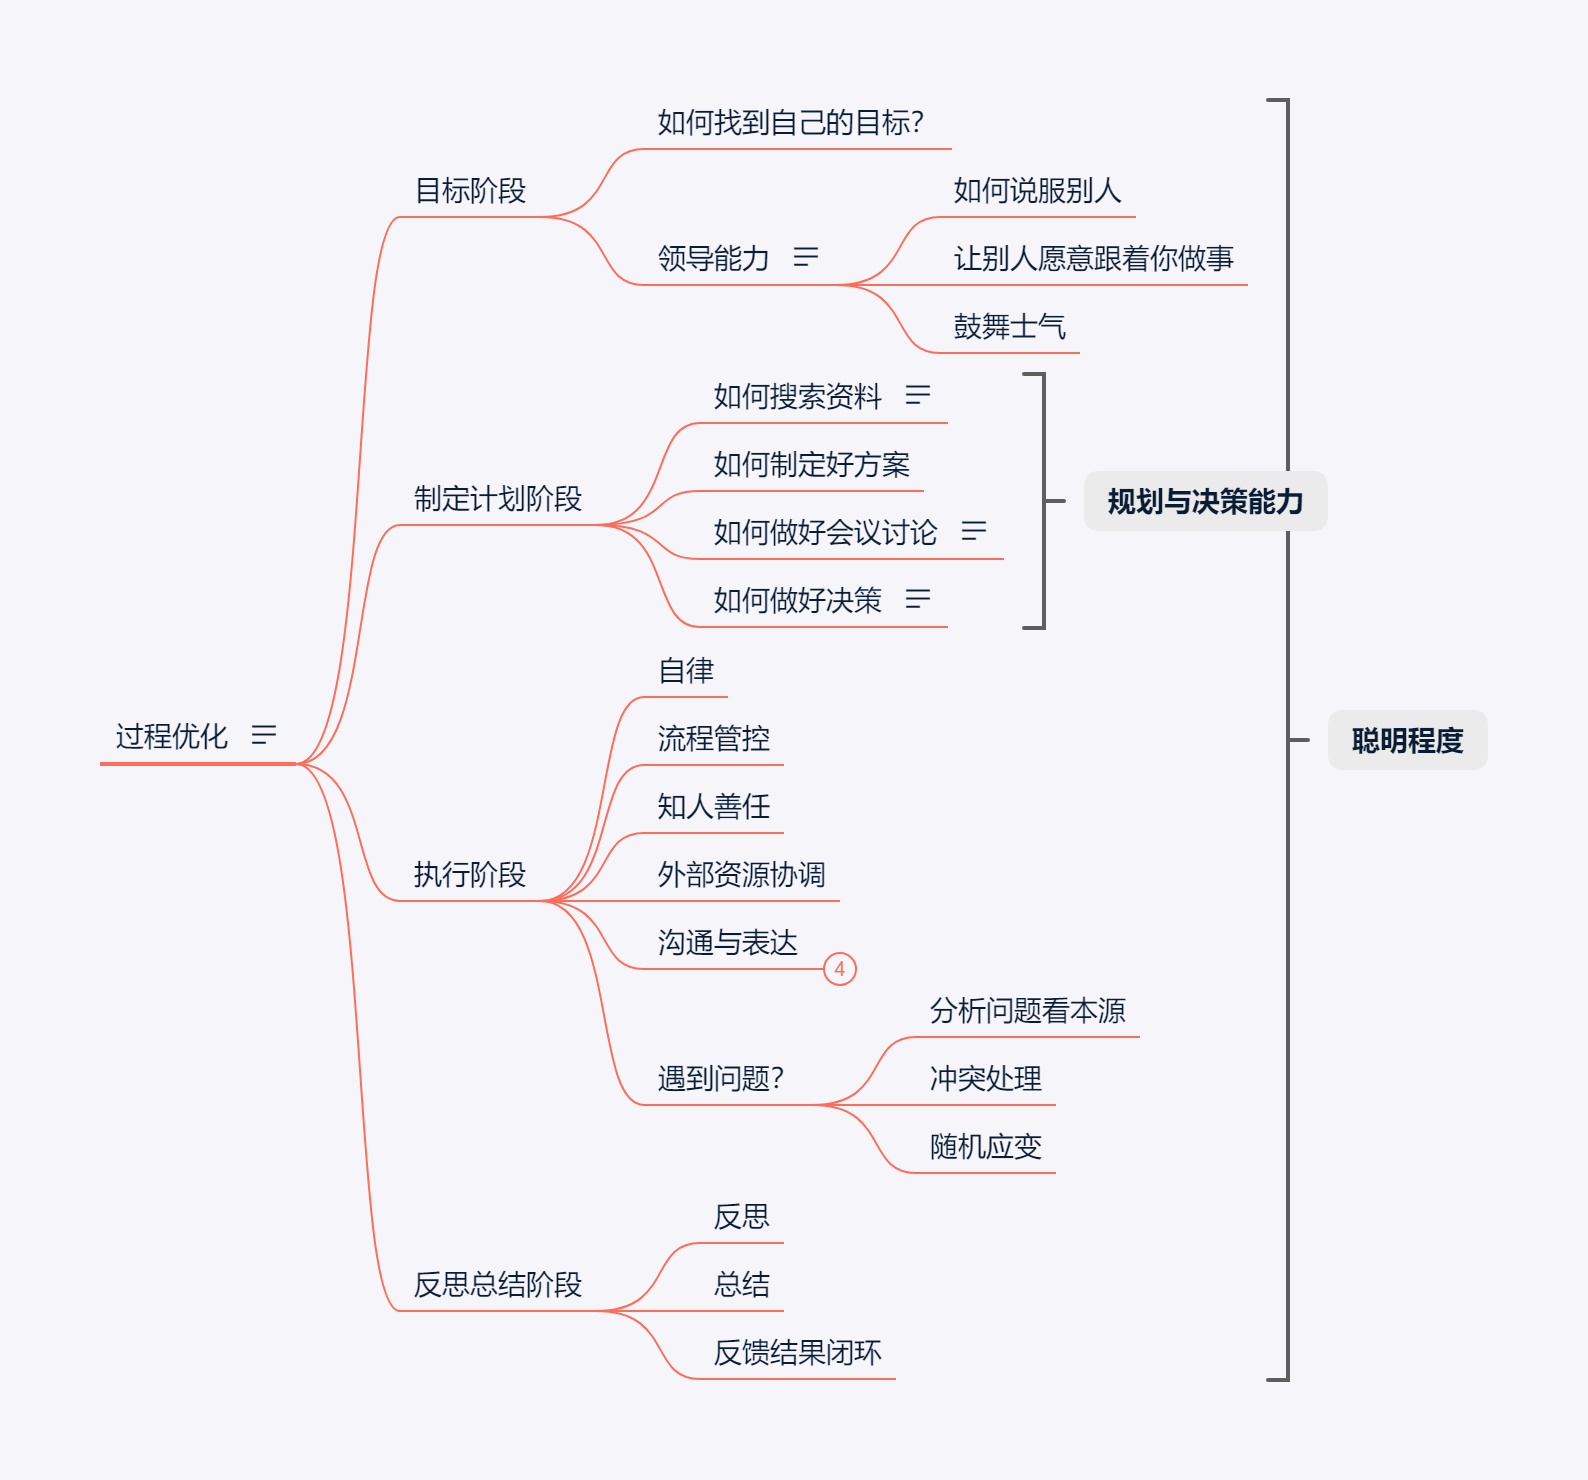 如何找到自己的目标？
目标阶段
如何说服别人
领导能力
让别人愿意跟着你做事
鼓舞士气
如何搜索资料
如何制定好方案
制定计划阶段
规划与决策能力
如何做好会议讨论
如何做好决策
自律
过程优化
流程管控
聪明程度
知人善任
执行阶段
外部资源协调
沟通与表达
4
分析问题看本源
遇到问题？
冲突处理
随机应变
反思
反思总结阶段
总结
反馈结果闭环